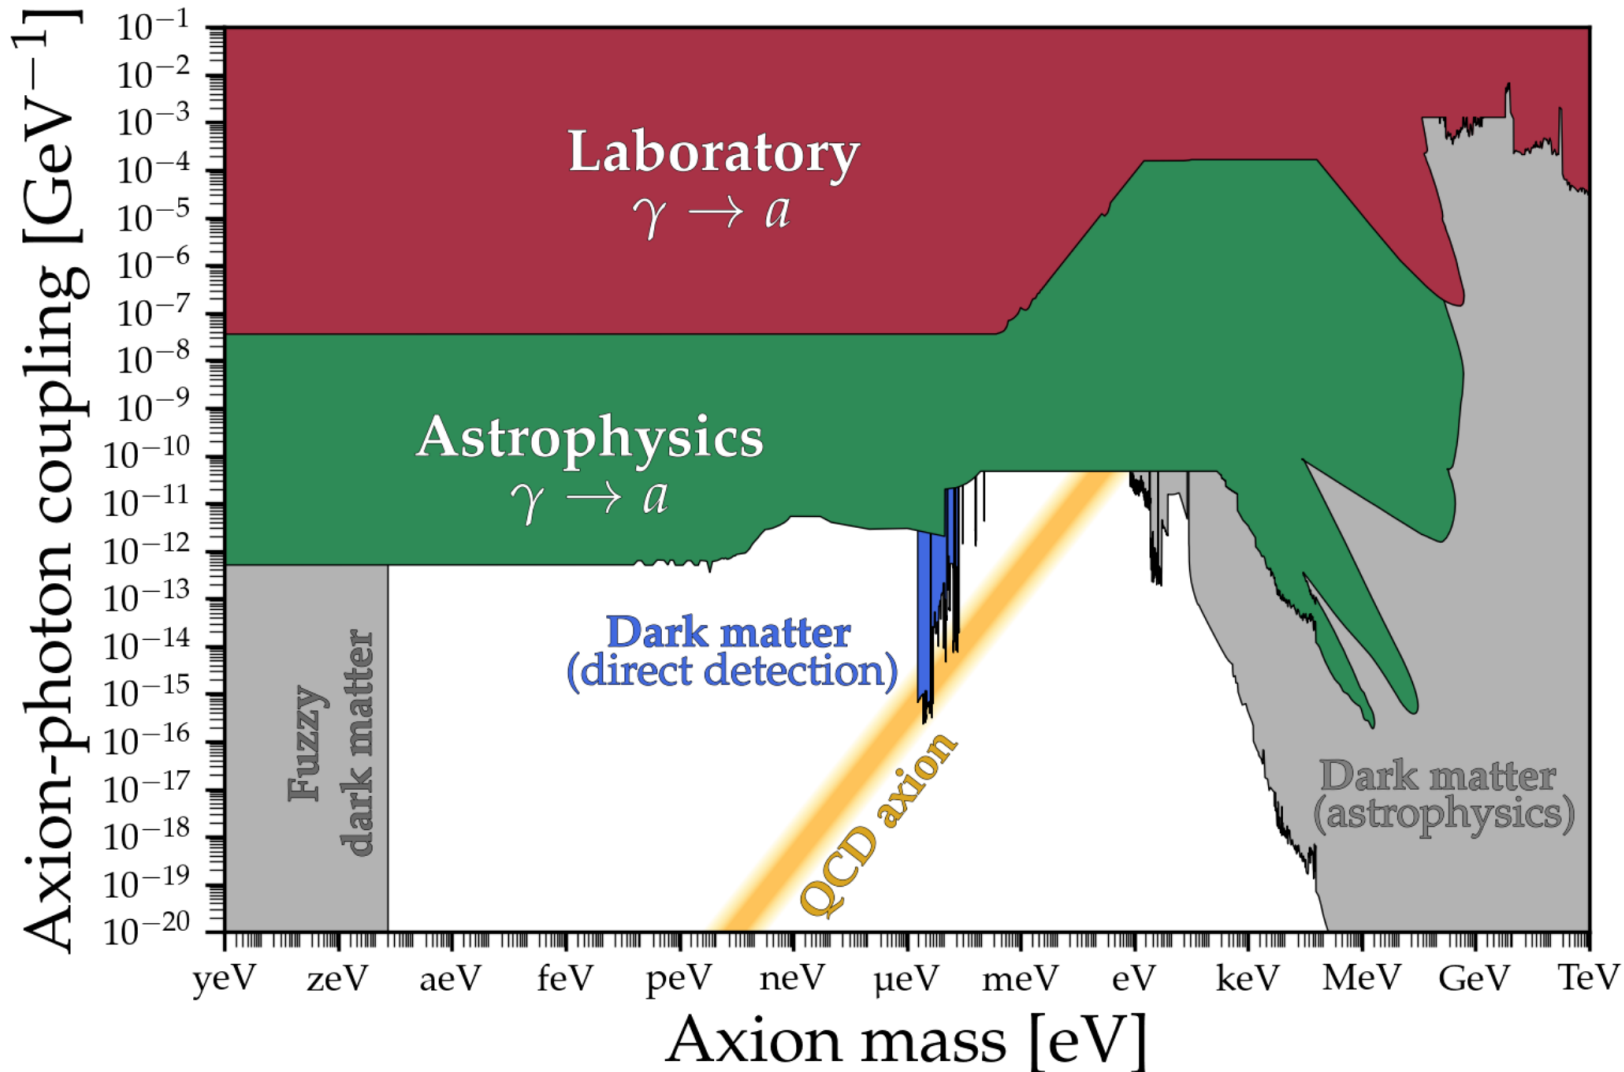 Axion-photon coupling [GeV⁻¹]
10⁻¹
10⁻²
10⁻³
10⁻⁴
10⁻⁵
10⁻⁶
10⁻⁷
10⁻⁸
10⁻⁹
10⁻¹⁰
10⁻¹¹
10⁻¹²
10⁻¹³
10⁻¹⁴
10⁻¹⁵
10⁻¹⁶
10⁻¹⁷
10⁻¹⁸
10⁻¹⁹
10⁻²⁰
Laboratory
γ → a
Astrophysics
γ → a
Dark matter
(direct detection)
Fuzzy
dark matter
QCD axion
Dark matter
(astrophysics)
yeV zeV aeV feV peV neV μeV meV eV keV MeV GeV TeV
Axion mass [eV]